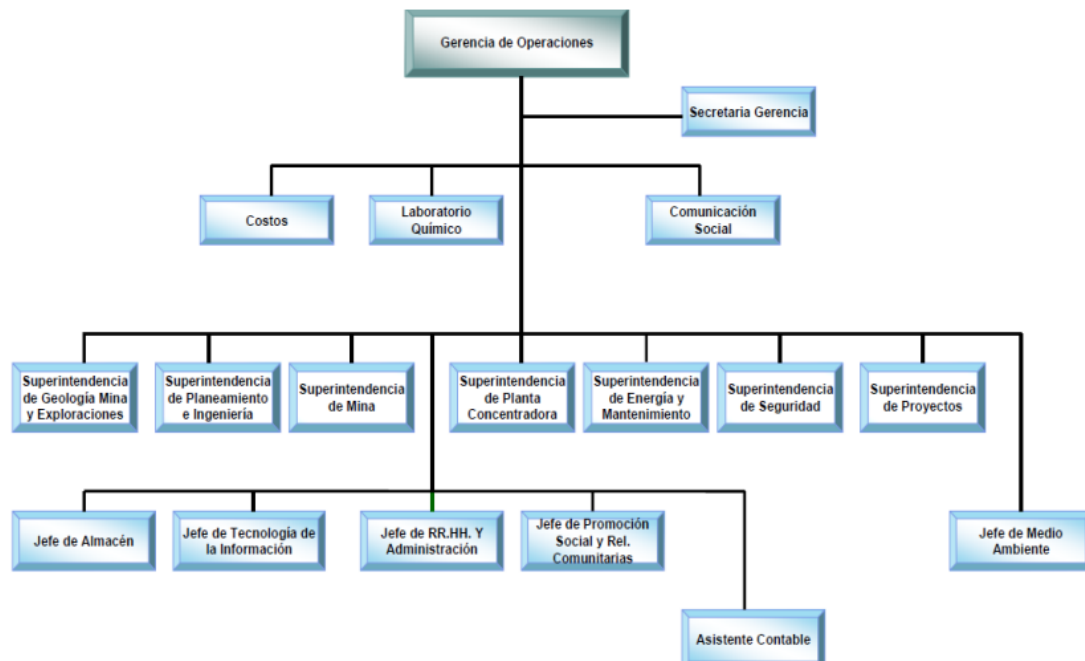 Gerencia de Operaciones
Secretaria Gerencia
Costos
Laboratorio
Químico
Comunicación
Social
Superintendencia
de Geología Mina
y Exploraciones
Superintendencia
de Planeamiento
e Ingeniería
Superintendencia
de Mina
Superintendencia
de Planta
Concentradora
Superintendencia
de Energía y
Mantenimiento
Superintendencia
de Seguridad
Superintendencia
de Proyectos
Jefe de Almacén
Jefe de Tecnología de
la Información
Jefe de RR.HH. Y
Administración
Jefe de Promoción
Social y Rel.
Comunitarias
Jefe de Medio
Ambiente
Asistente Contable